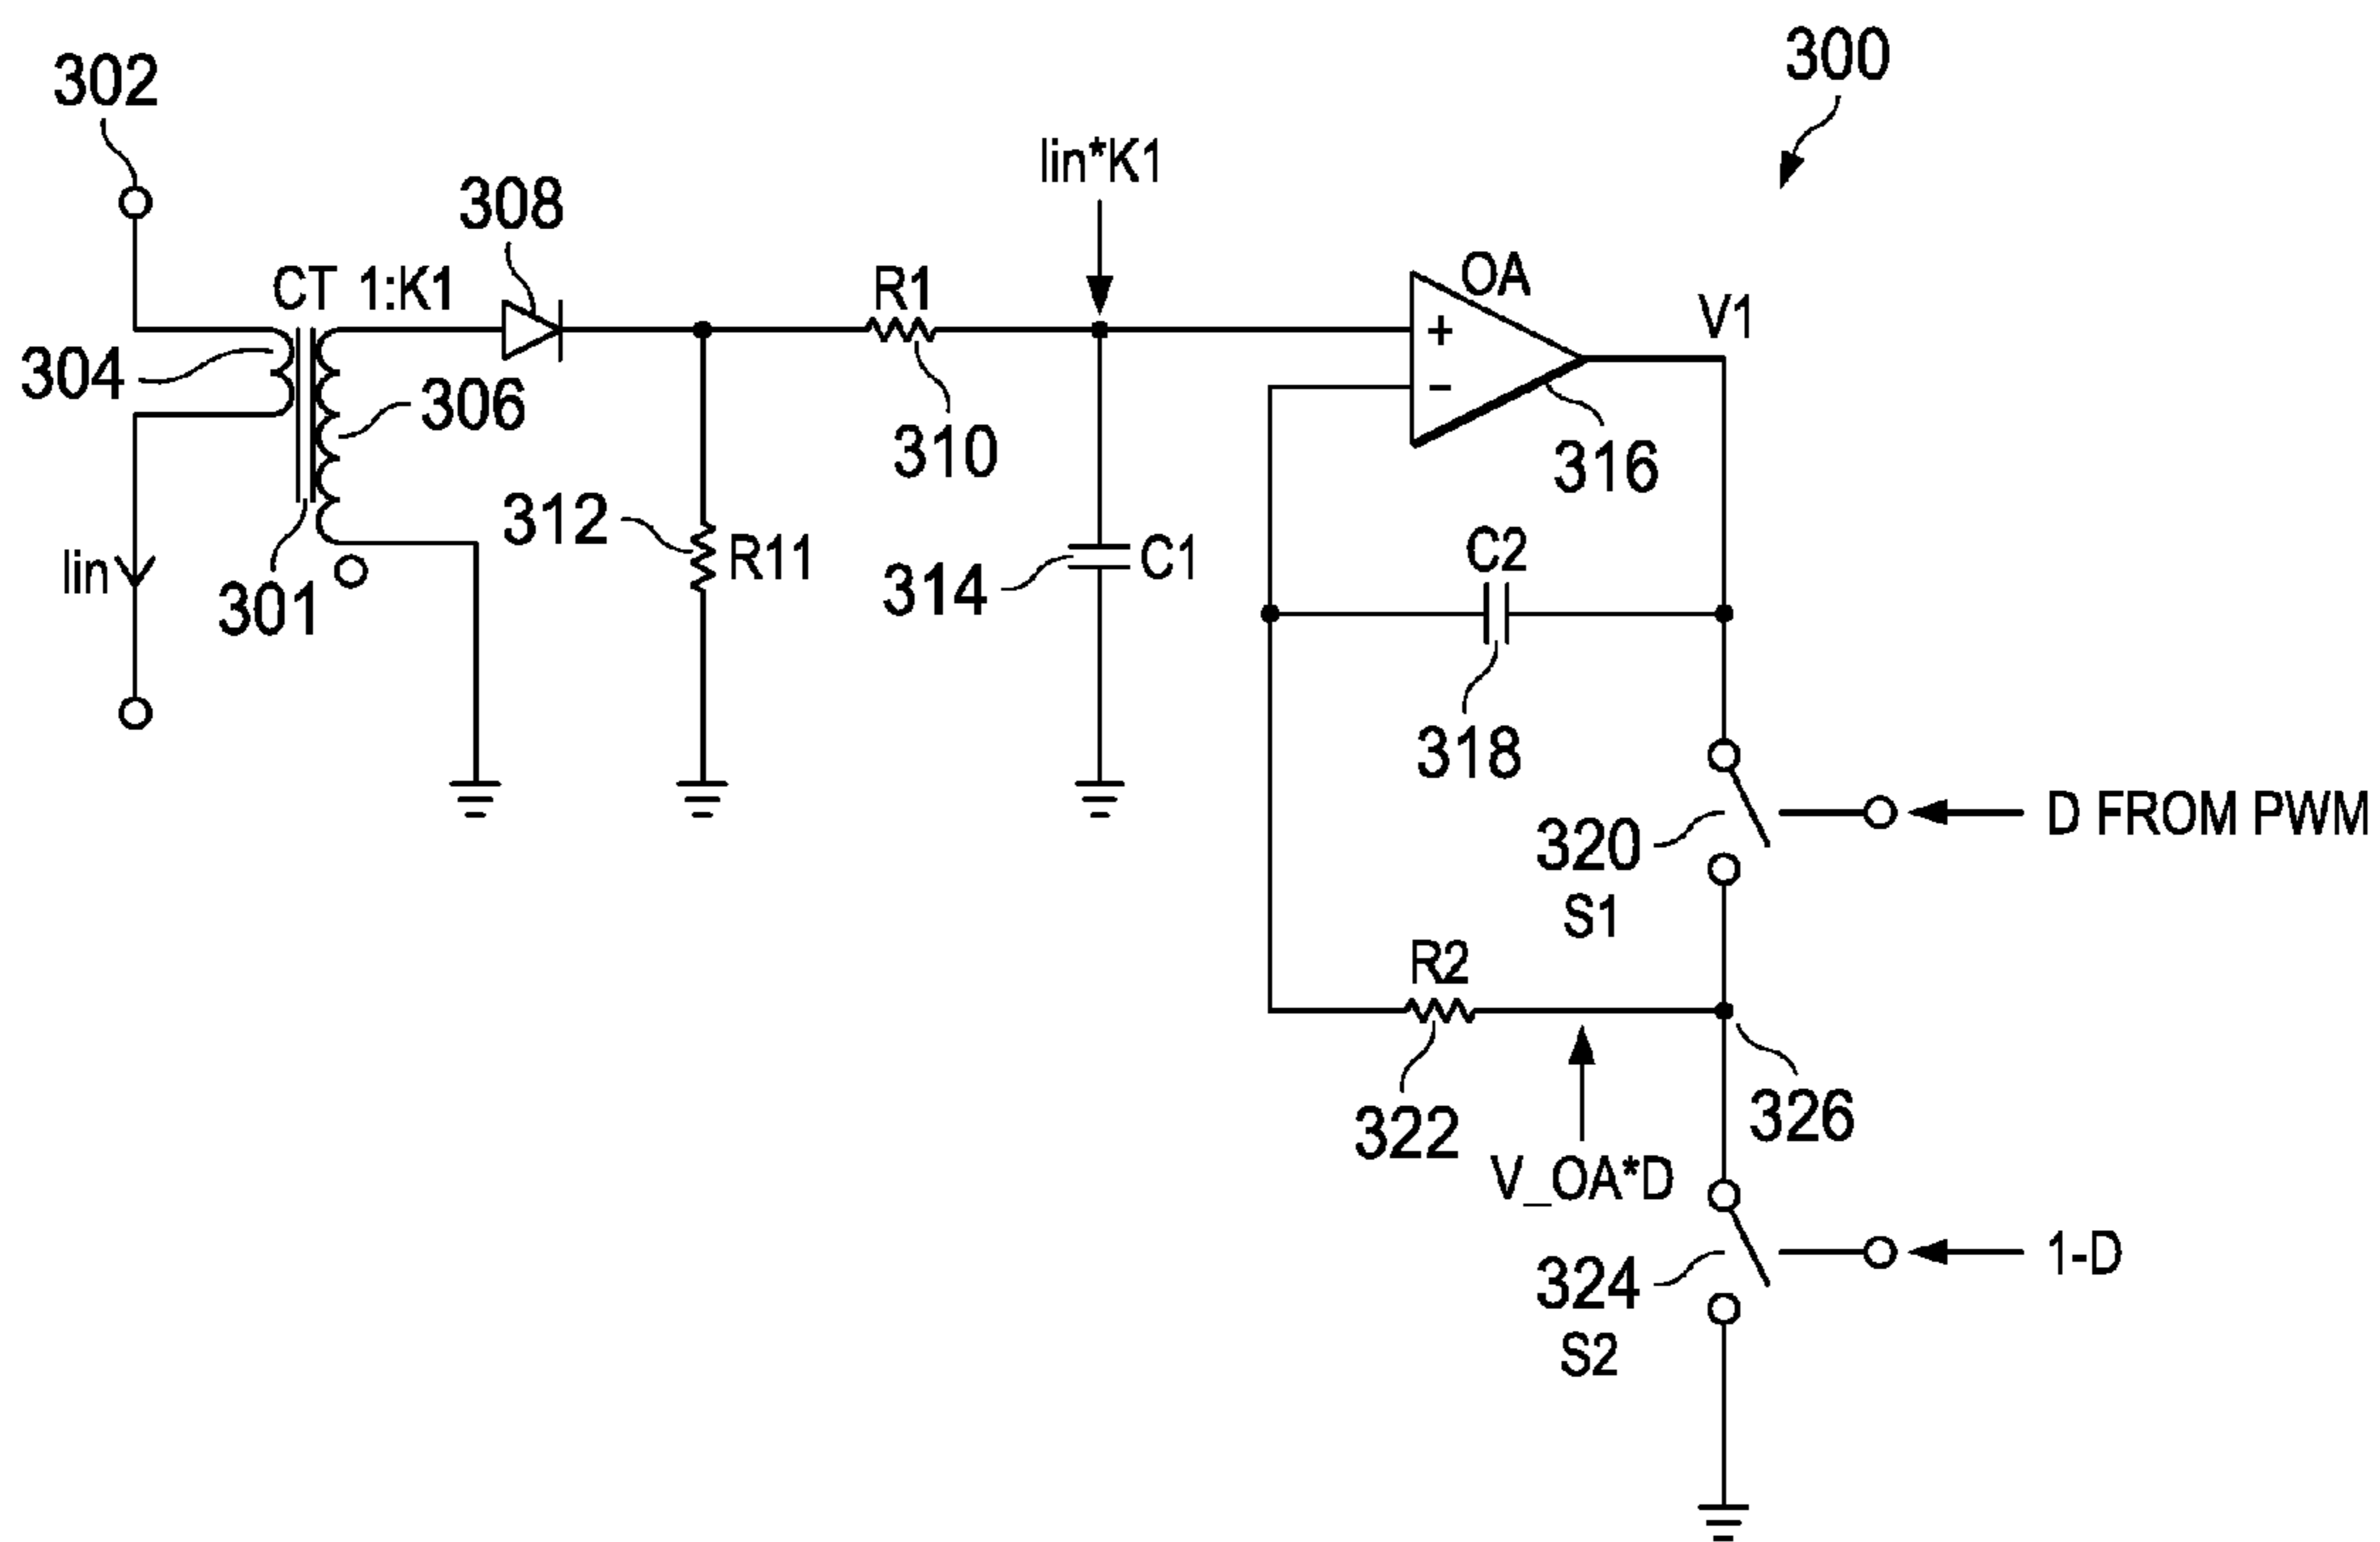 300
302
Iin*K1
308
CT 1:K1
R1
OA
V1
304
306
310
316
312
R11
C2
C1
314
Iin
301
318
D FROM PWM
320
S1
R2
322
326
V_OA*D
324
1-D
S2